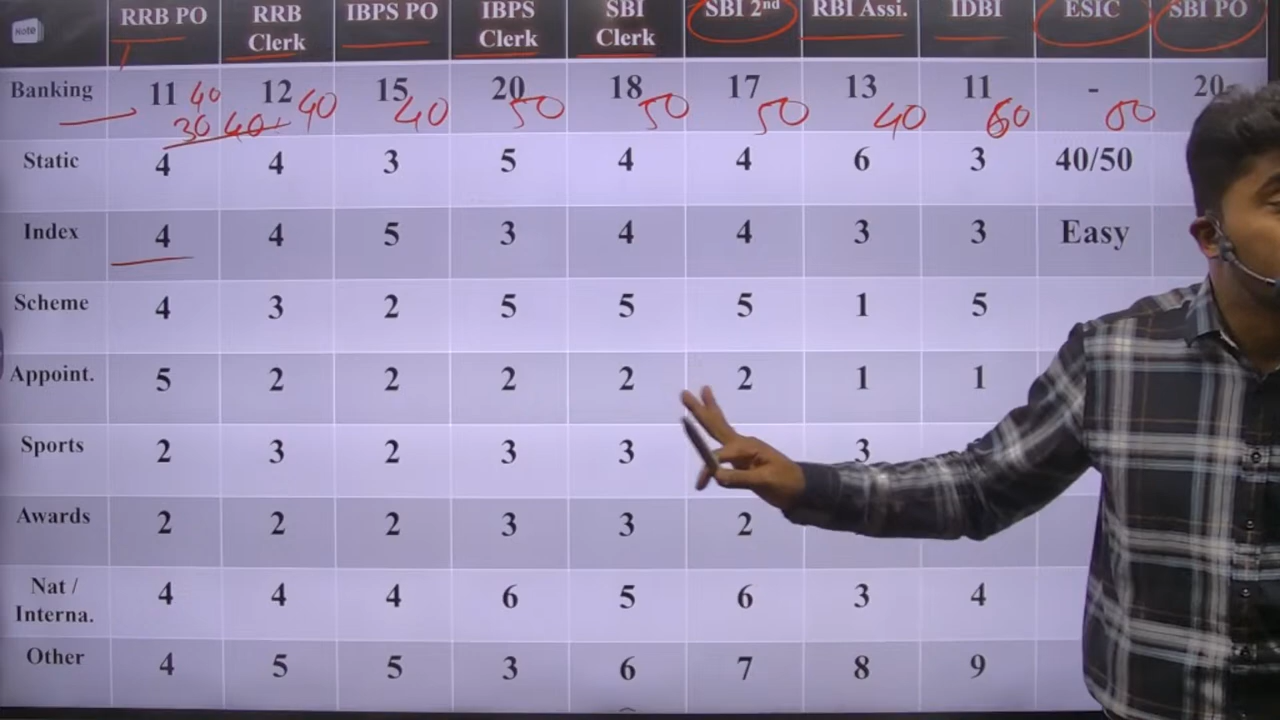 Note
RRB PO RRB Clerk IBPS PO IBPS Clerk SBI Clerk SBI 2nd RBI Assi. IDBI ESIC SBI PO
Banking 11 12 15 20 18 17 13 11 - 20
40 40 40 50 50 50 40 60
30 40
Static 4 4 3 5 4 4 6 3 40/50
Index 4 4 5 3 4 4 3 3 Easy
Scheme 4 3 2 5 5 5 1 5
Appoint. 5 2 2 2 2 2 1 1
Sports 2 3 2 3 3 3
Awards 2 2 2 3 3 2
Nat / Interna. 4 4 4 6 5 6 3 4
Other 4 5 5 3 6 7 8 9